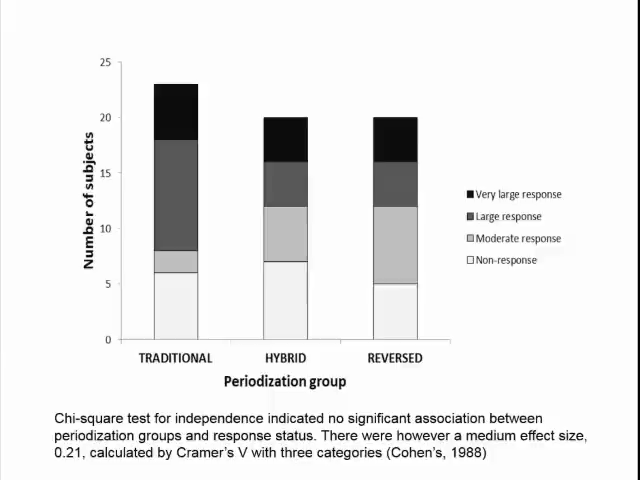 25
20
15
10
5
0
Number of subjects
Very large response
Large response
Moderate response
Non-response
TRADITIONAL HYBRID REVERSED
Periodization group
Chi-square test for independence indicated no significant association between
periodization groups and response status. There were however a medium effect size,
0.21, calculated by Cramer's V with three categories (Cohen's, 1988)